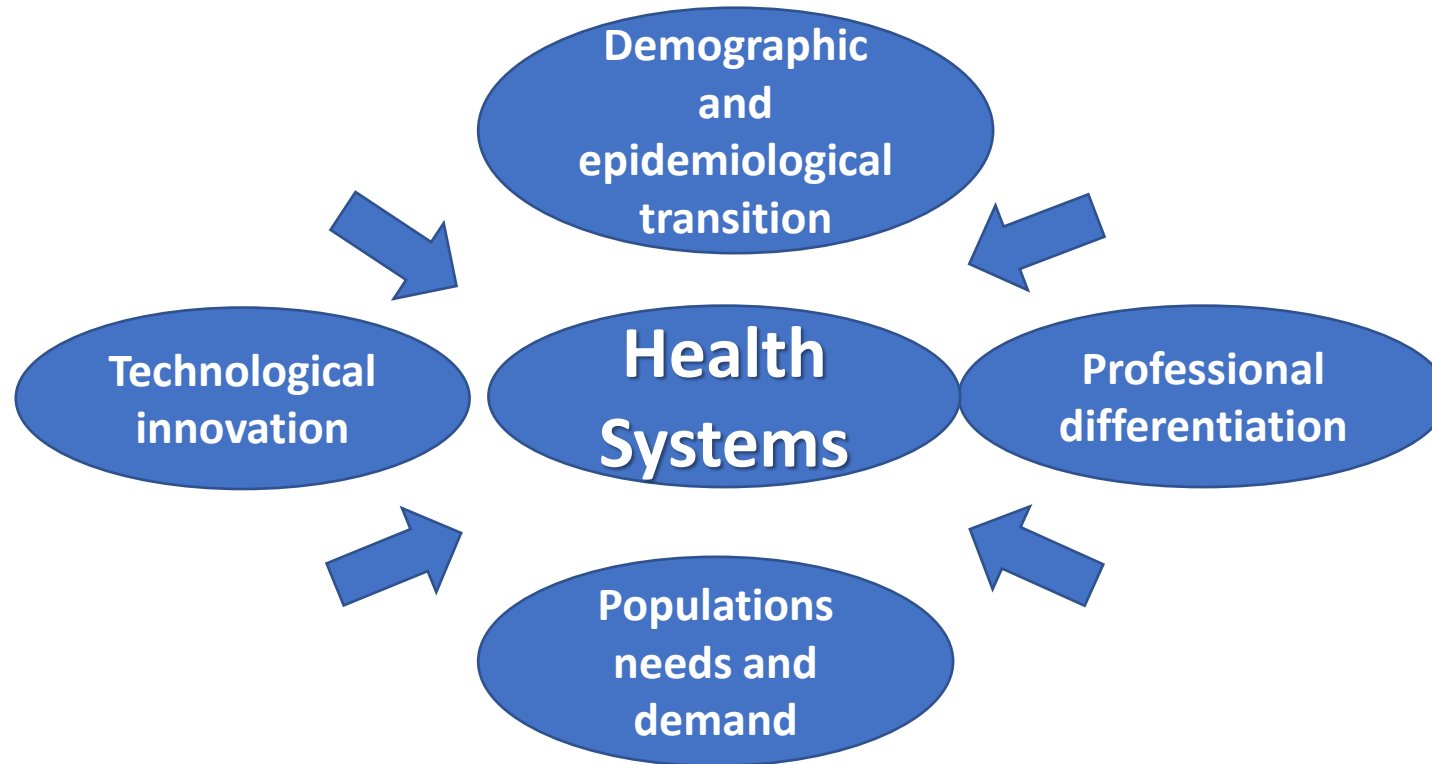 Demographic
and
epidemiological
transition
Technological
innovation
Health
Systems
Professional
differentiation
Populations
needs and
demand